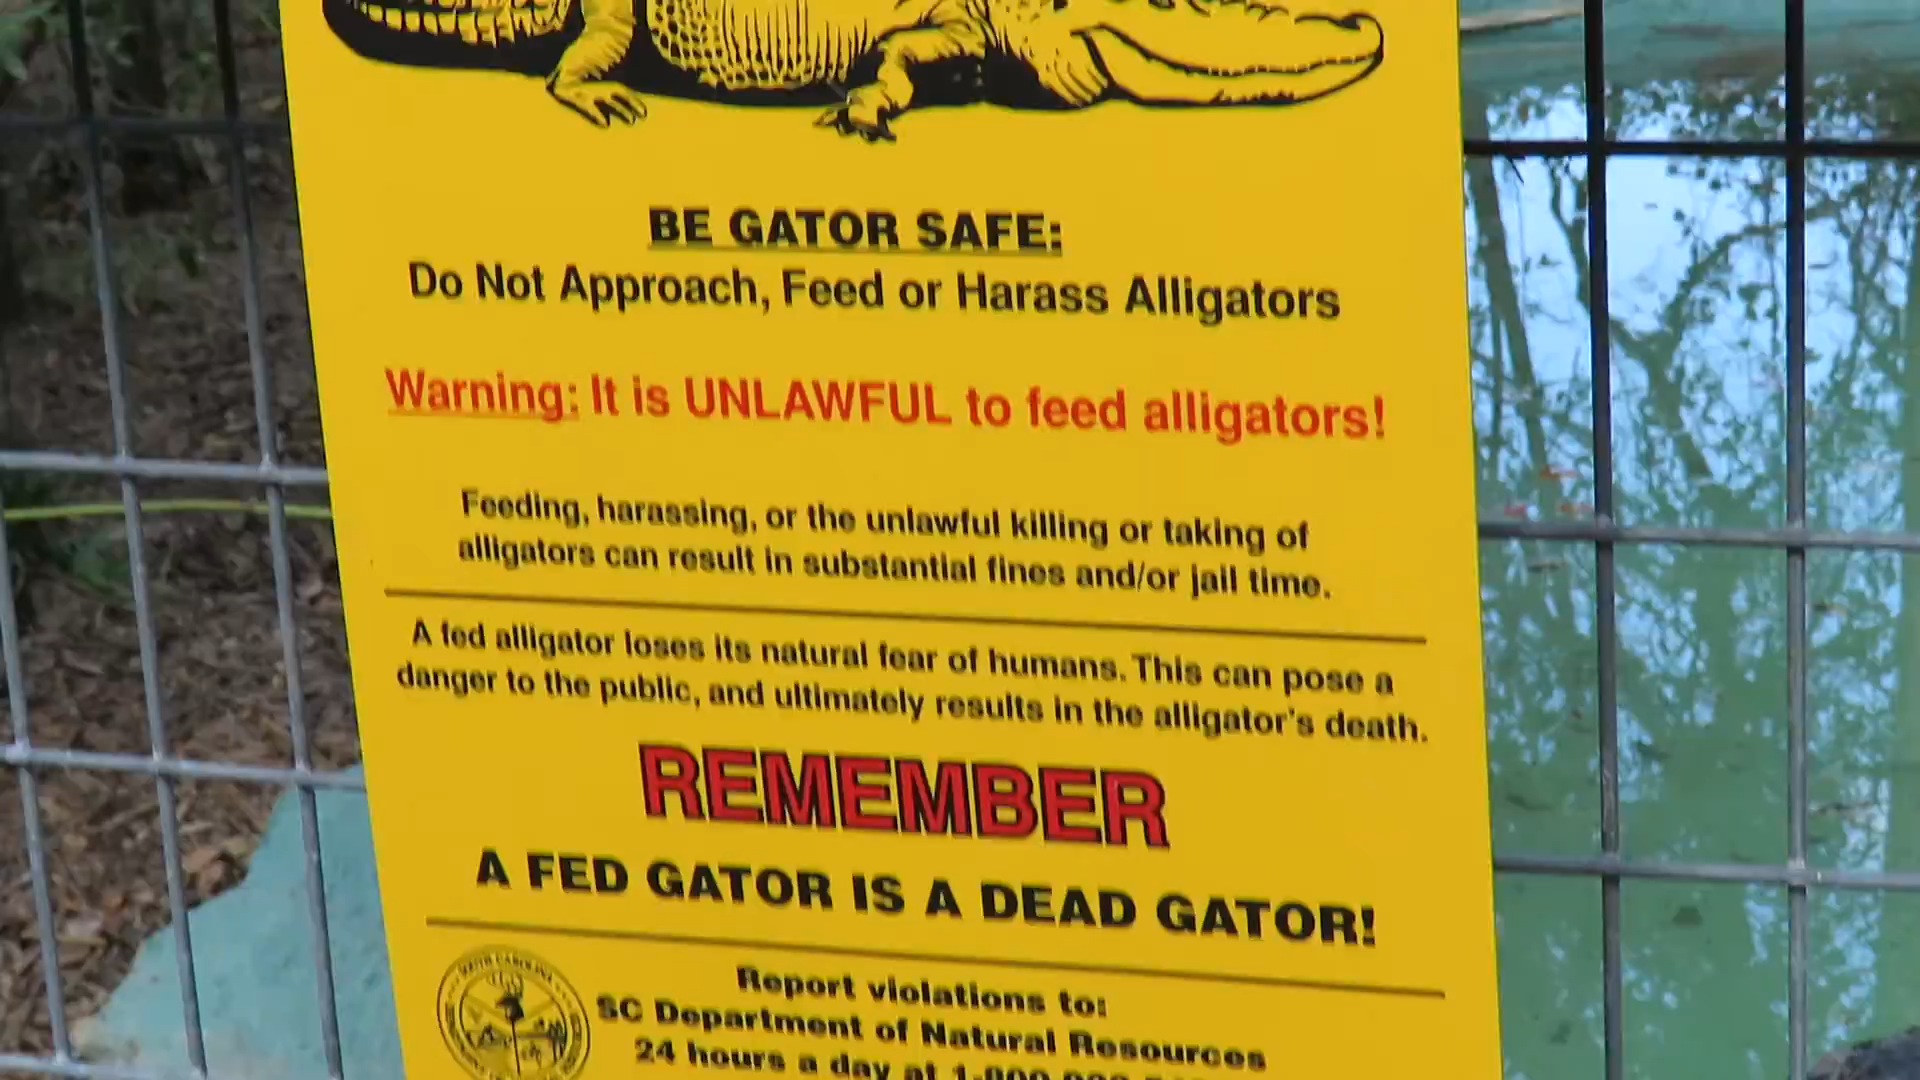 BE GATOR SAFE:
Do Not Approach, Feed or Harass Alligators
Warning: It is UNLAWFUL to feed alligators!
Feeding, harassing, or the unlawful killing or taking of
alligators can result in substantial fines and/or jail time.
A fed alligator loses its natural fear of humans. This can pose a
danger to the public, and ultimately results in the alligator's death.
REMEMBER
A FED GATOR IS A DEAD GATOR!
Report violations to:
SC Department of Natural Resources
24 hours a day at